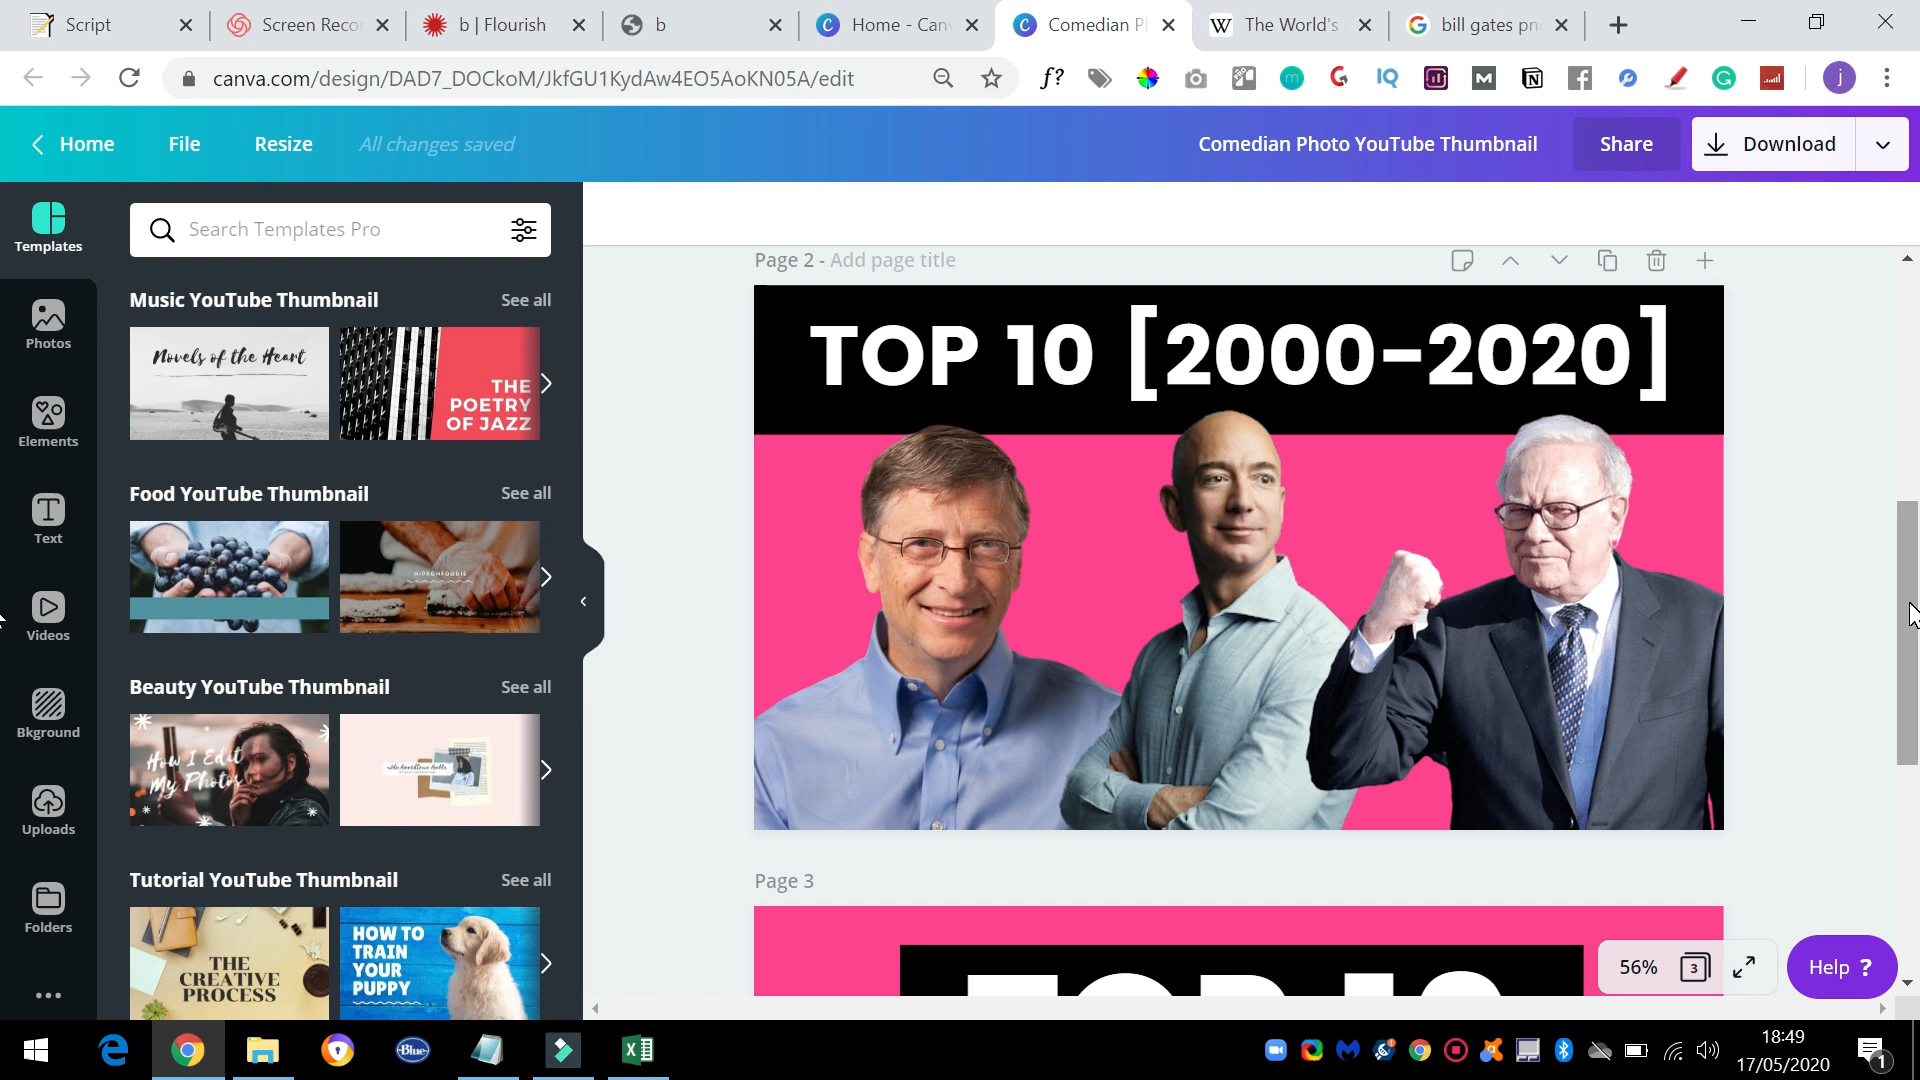 Script
Screen Reco
b | Flourish
b
Home - Can
Comedian P
The World's
bill gates pn
canva.com/design/DAD7_DOCkoM/JkfGU1KydAw4EO5AoKN05A/edit
f?
IQ
M
j
Home
File
Resize
All changes saved
Comedian Photo YouTube Thumbnail
Share
Download
Templates
Photos
Elements
Text
Videos
Bkground
Uploads
Folders
Search Templates Pro
Music YouTube Thumbnail
See all
Novels of the Heart
THE
POETRY
OF JAZZ
Food YouTube Thumbnail
See all
Beauty YouTube Thumbnail
See all
How I Edit
My Photos
Tutorial YouTube Thumbnail
See all
THE
CREATIVE
PROCESS
HOW TO
TRAIN
YOUR
PUPPY
Page 2 - Add page title
TOP 10 [2000-2020]
Page 3
TOP 10
56%
3
Help ?
Blue
18:49
17/05/2020
1